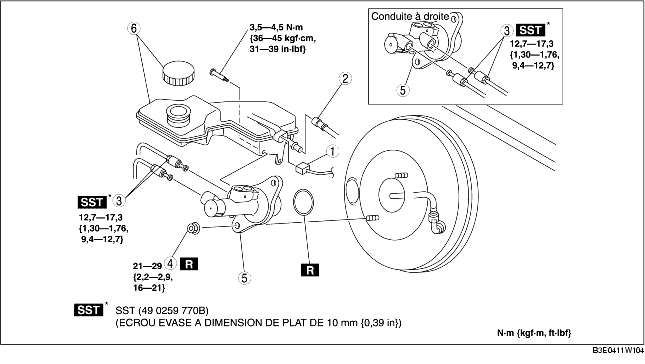 Conduite à droite
3
SST*
12,7—17,3
{1,30—1,76,
9,4—12,7}
5
6
3,5—4,5 N·m
{36—45 kgf·cm,
31—39 in·lbf}
2
1
SST*
3
12,7—17,3
{1,30—1,76,
9,4—12,7}
4
R
21—29
{2,2—2,9,
16—21}
5
R
SST* SST (49 0259 770B)
(ECROU EVASE A DIMENSION DE PLAT DE 10 mm {0,39 in})
N·m {kgf·m, ft·lbf}
B3E0411W104